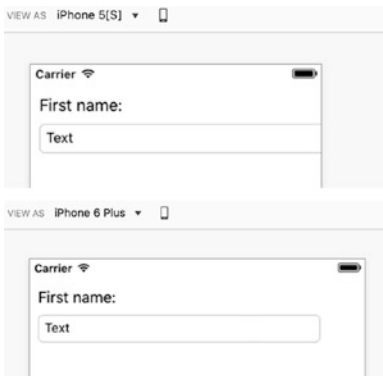 VIEW AS iPhone 5[S]
Carrier
First name:
Text
VIEW AS iPhone 6 Plus
Carrier
First name:
Text